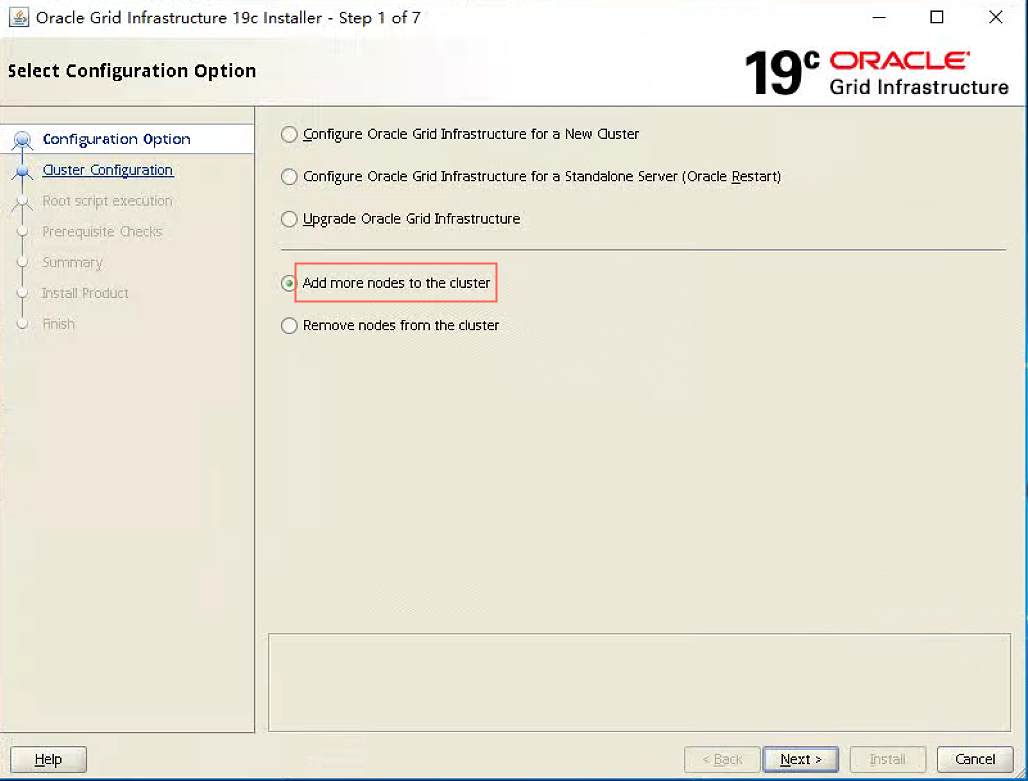 Oracle Grid Infrastructure 19c Installer - Step 1 of 7
Select Configuration Option
19c ORACLE
Grid Infrastructure
Configuration Option
Cluster Configuration
Root script execution
Prerequisite Checks
Summary
Install Product
Finish
Configure Oracle Grid Infrastructure for a New Cluster
Configure Oracle Grid Infrastructure for a Standalone Server (Oracle Restart)
Upgrade Oracle Grid Infrastructure
Add more nodes to the cluster
Remove nodes from the cluster
Help
< Back
Next >
Install
Cancel